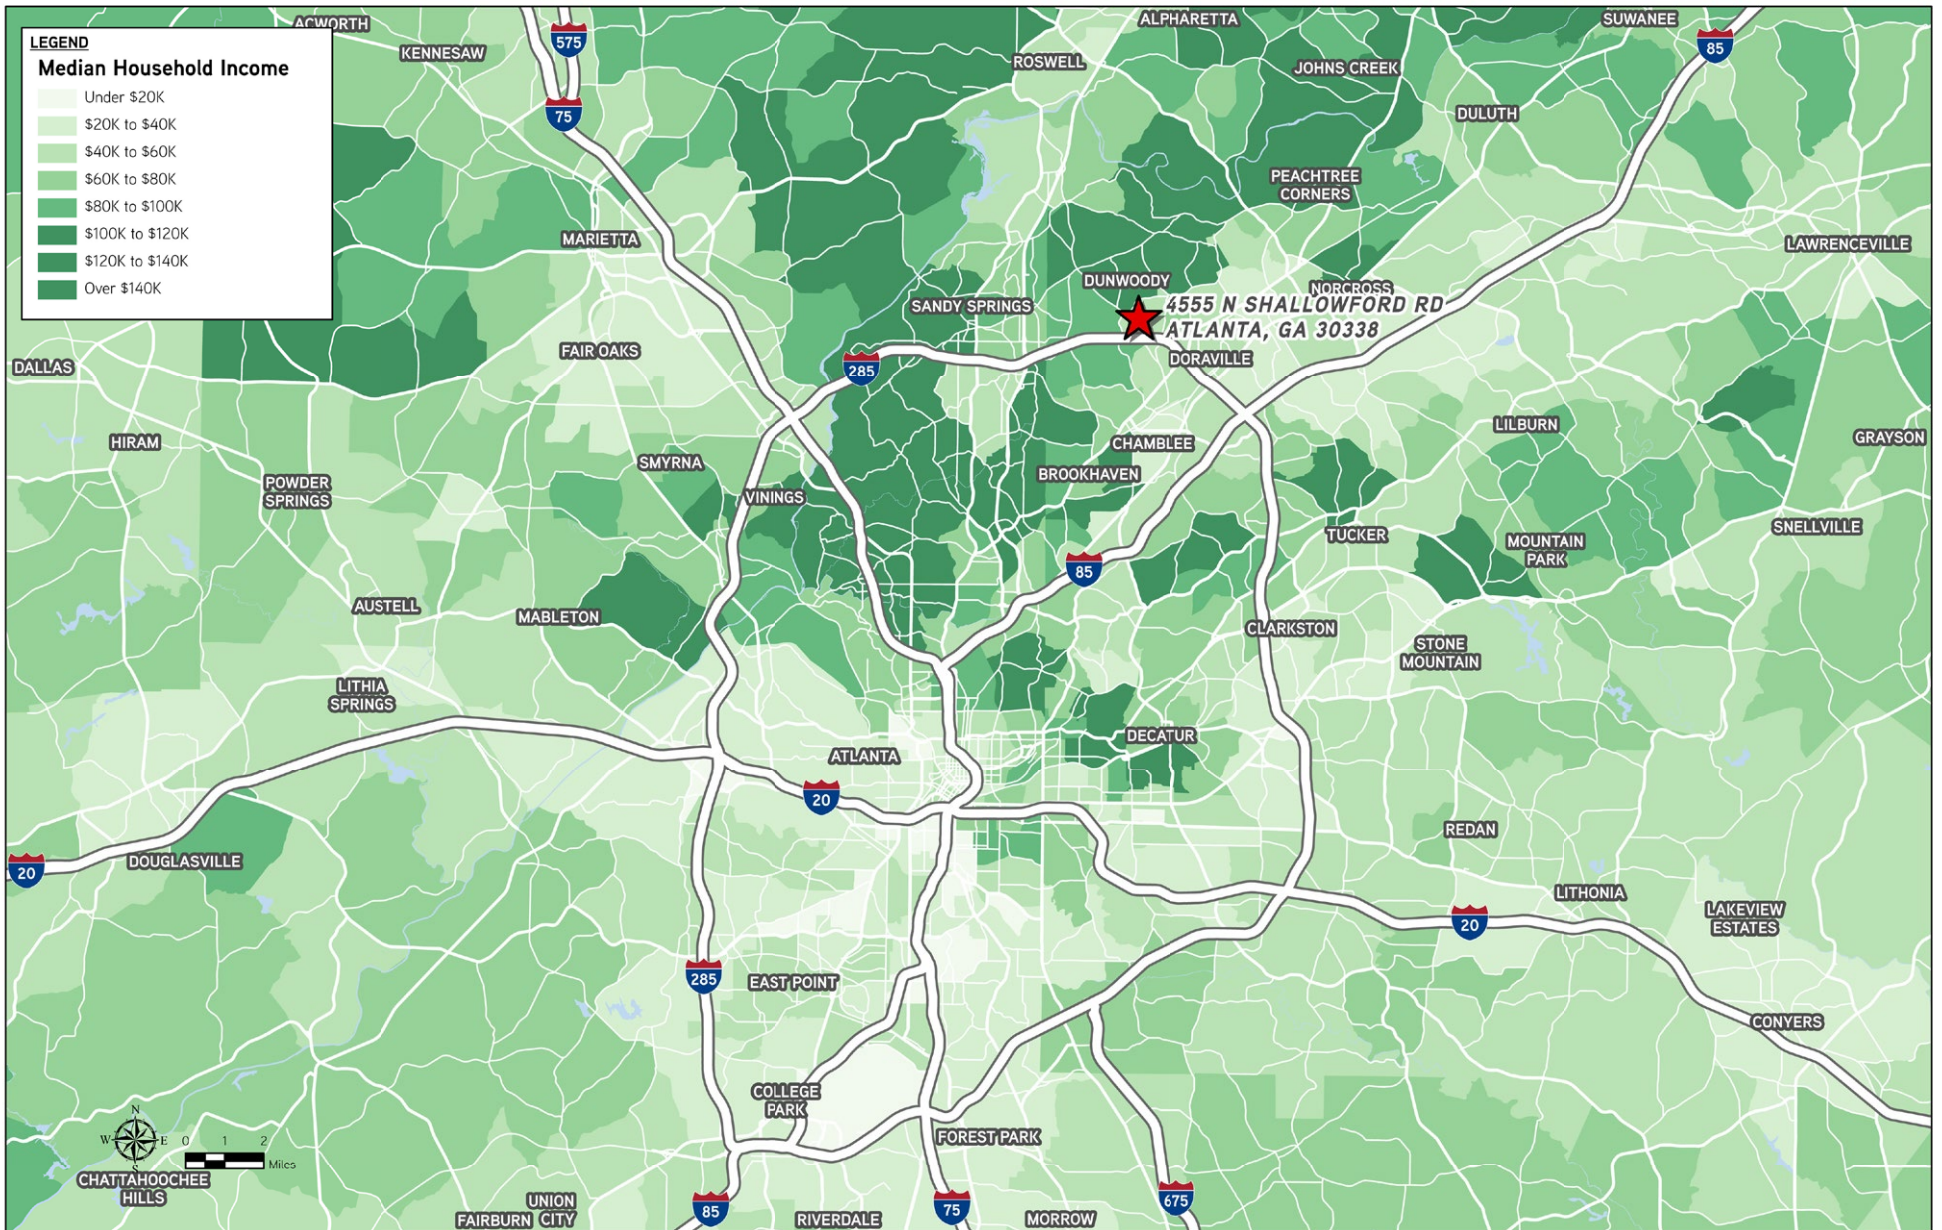 LEGEND
Median Household Income
Under $20K
$20K to $40K
$40K to $60K
$60K to $80K
$80K to $100K
$100K to $120K
$120K to $140K
Over $140K
ACWORTH
KENNESAW
575
75
ALPHARETTA
SUWANEE
85
ROSWELL
JOHNS CREEK
DULUTH
PEACHTREE
CORNERS
MARIETTA
LAWRENCEVILLE
DUNWOODY
NORCROSS
SANDY SPRINGS
4555 N SHALLOWFORD RD
ATLANTA, GA 30338
FAIR OAKS
DORAVILLE
DALLAS
285
HIRAM
LILBURN
GRAYSON
CHAMBLEE
SMYRNA
BROOKHAVEN
POWDER
SPRINGS
VININGS
SNELLVILLE
TUCKER
MOUNTAIN
PARK
85
AUSTELL
MABLETON
CLARKSTON
STONE
MOUNTAIN
LITHIA
SPRINGS
DECATUR
ATLANTA
20
REDAN
DOUGLASVILLE
20
LITHONIA
LAKEVIEW
ESTATES
20
285
EAST POINT
CONYERS
COLLEGE
PARK
FOREST PARK
N
W E
S
0 1 2
Miles
CHATTAHOOCHEE
HILLS
UNION
CITY
FAIRBURN
85
75
675
RIVERDALE
MORROW